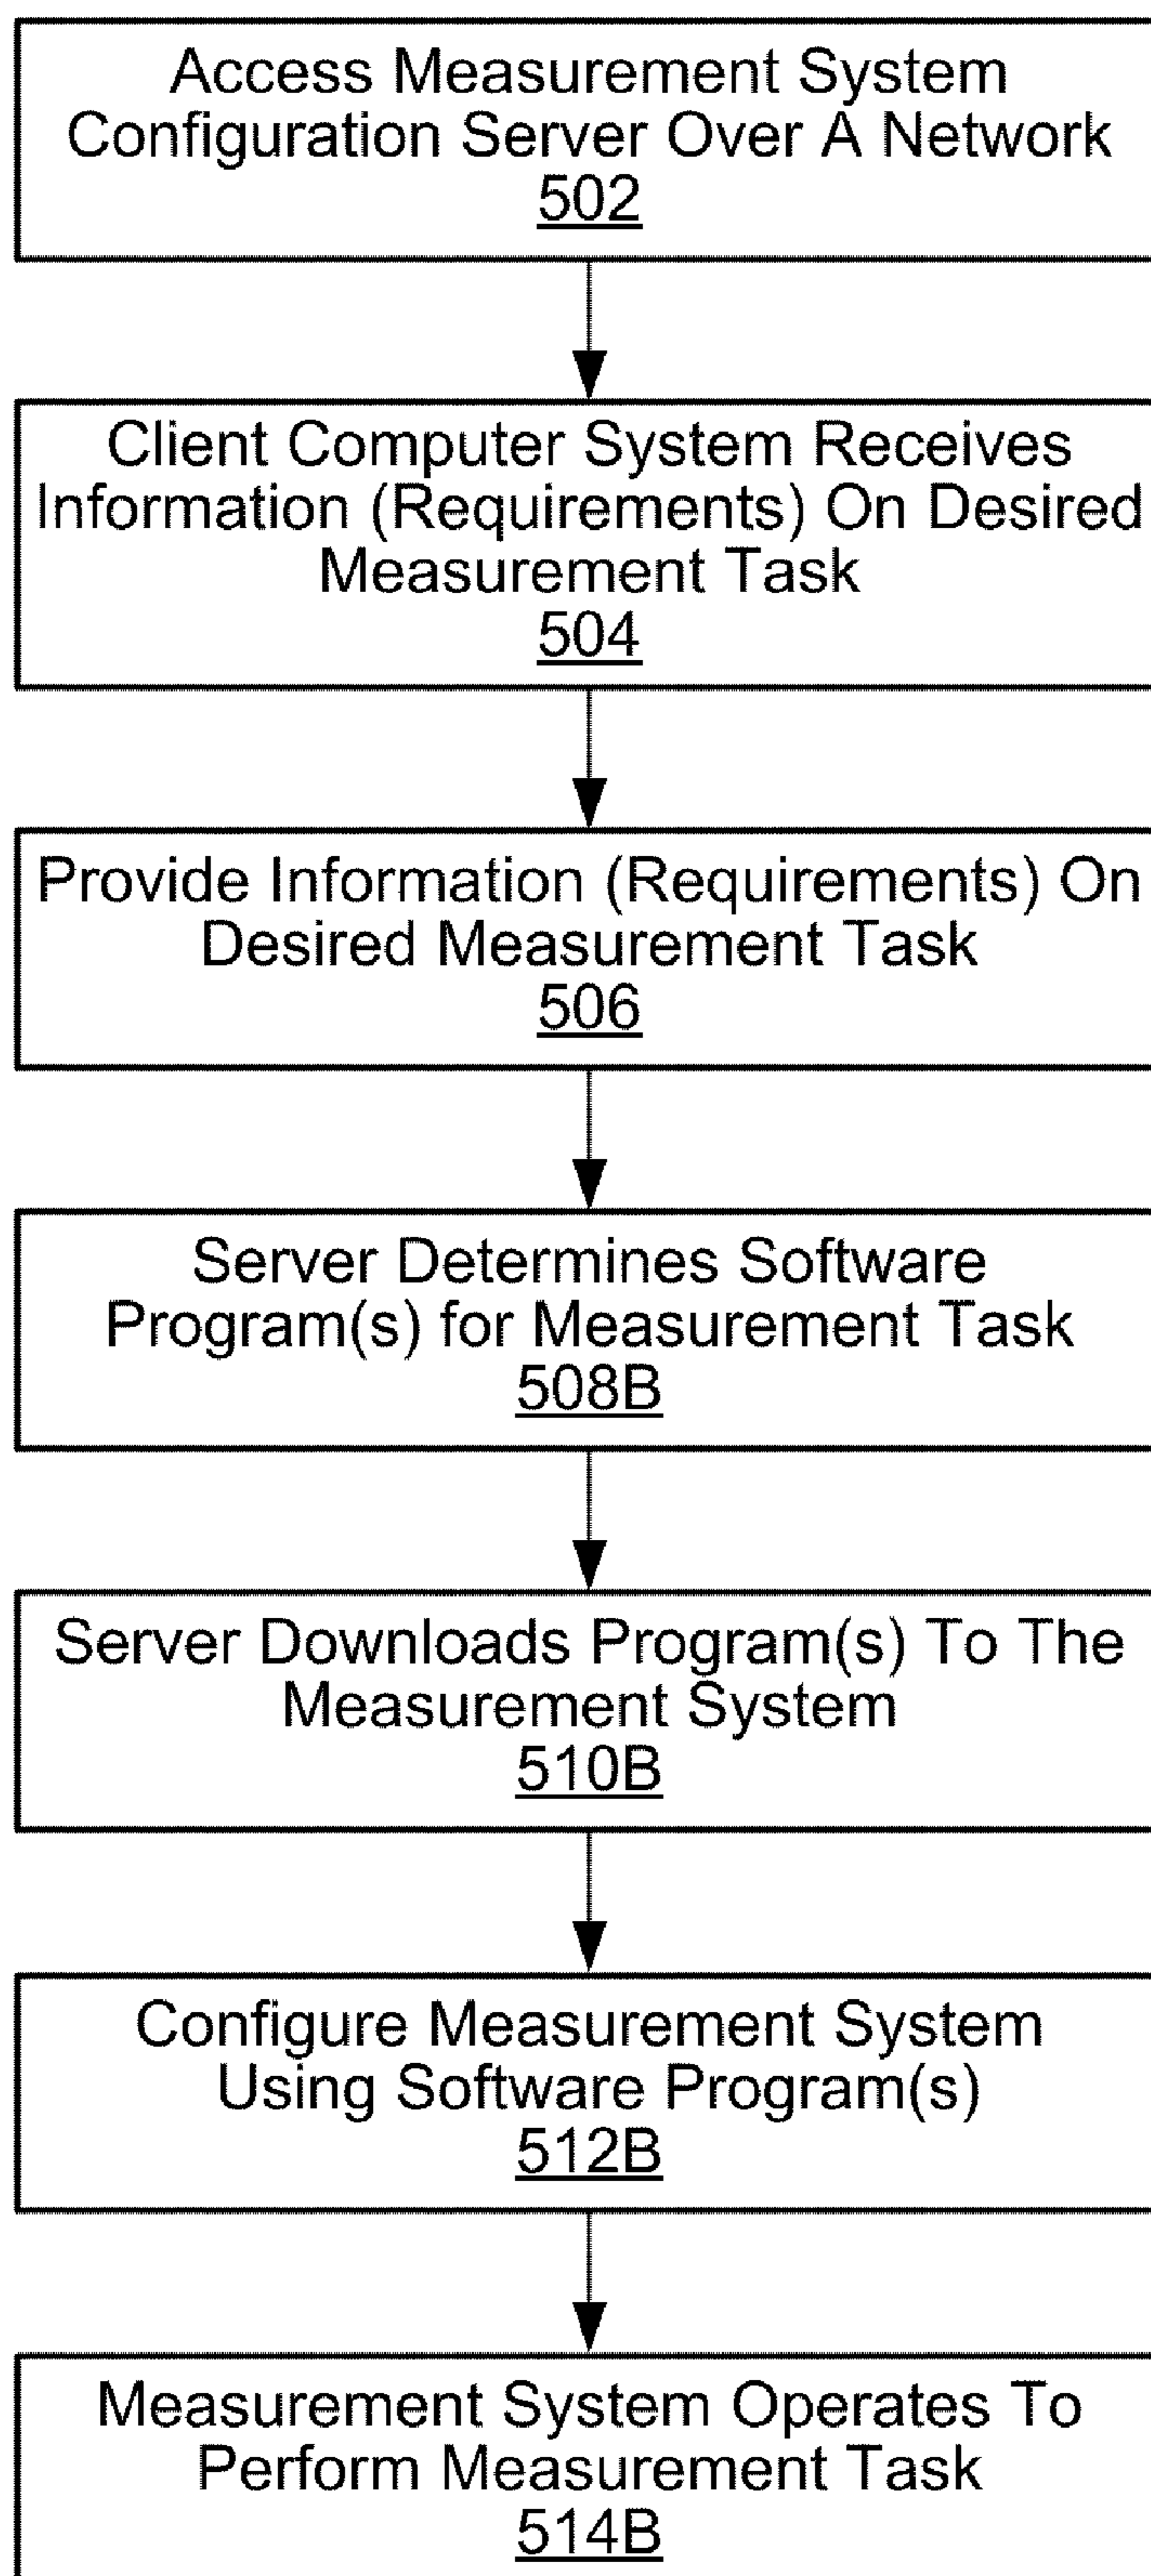 Access Measurement System
Configuration Server Over A Network
502
Client Computer System Receives
Information (Requirements) On Desired
Measurement Task
504
Provide Information (Requirements) On
Desired Measurement Task
506
Server Determines Software
Program(s) for Measurement Task
508B
Server Downloads Program(s) To The
Measurement System
510B
Configure Measurement System
Using Software Program(s)
512B
Measurement System Operates To
Perform Measurement Task
514B